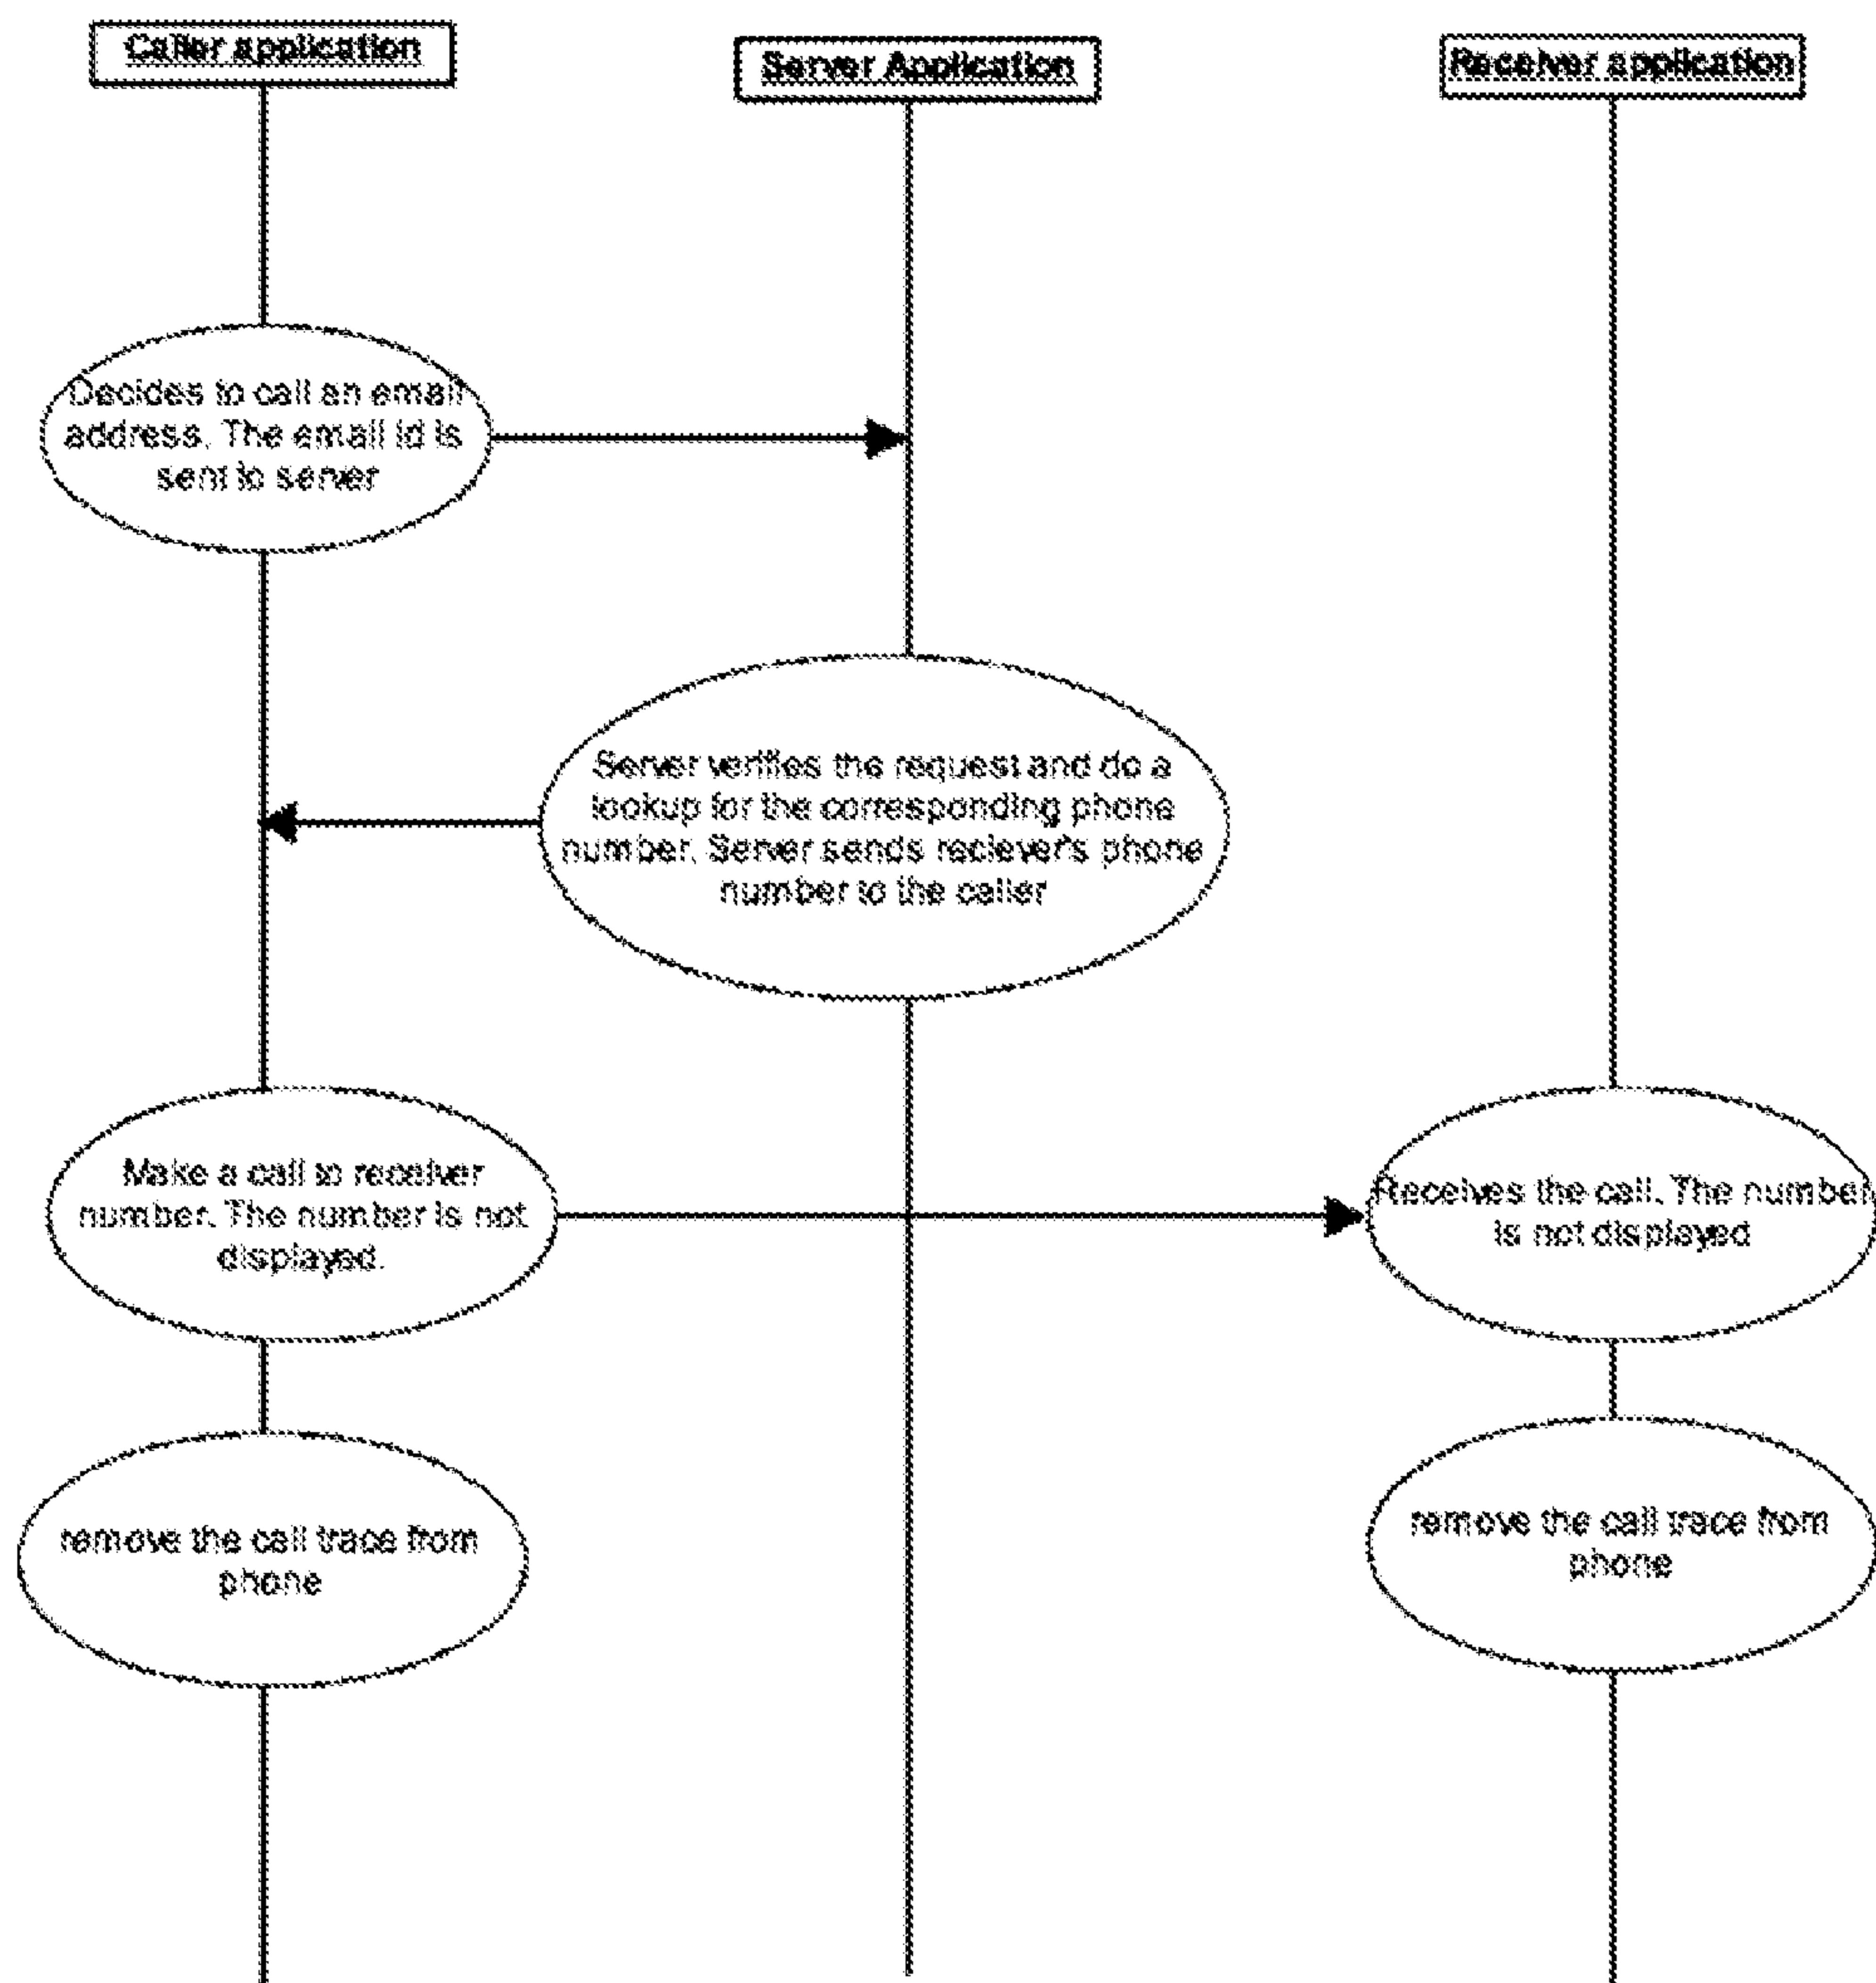 Caller application
Server Application
Receiver application
Decides to call an email
address. The email id is
sent to server
Server verifies the request and do a
lookup for the corresponding phone
number. Server sends reciever's phone
number to the caller
Make a call to receiver
number. The number is not
displayed.
Receives the call. The number
is not displayed
remove the call trace from
phone
remove the call trace from
phone